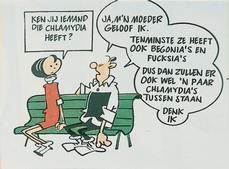 KEN JIJ IEMAND
DIE CHLAMYDIA
HEEFT?
JA, M'N MOEDER
GELOOF IK.
TENMINSTE ZE HEEFT
OOK BEGONIA'S EN
FUCKSIA'S
DUS DAN ZULLEN ER
OOK WEL 'N PAAR
CHLAMYDIA'S
TUSSEN STAAN
DENK
IK